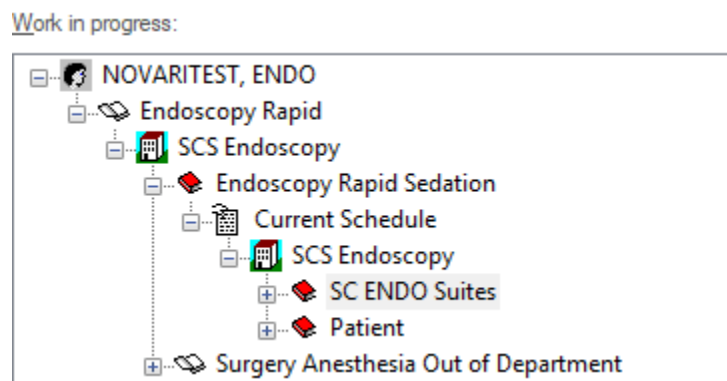 Work in progress:
NOVARITEST, ENDO
Endoscopy Rapid
SCS Endoscopy
Endoscopy Rapid Sedation
Current Schedule
SCS Endoscopy
SC ENDO Suites
Patient
Surgery Anesthesia Out of Department